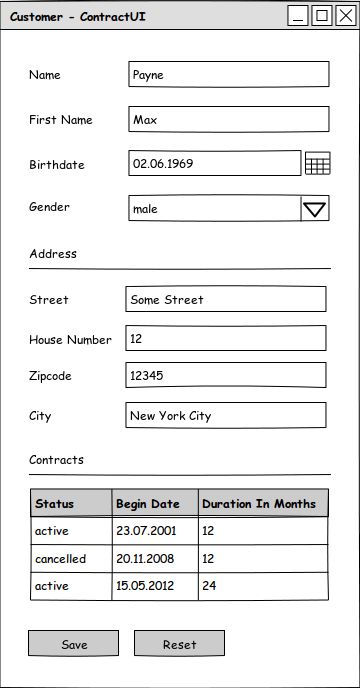 Customer - ContractUI
Name Payne
First Name Max
Birthdate 02.06.1969
Gender male
Address
Street Some Street
House Number 12
Zipcode 12345
City New York City
Contracts
Status Begin Date Duration In Months
active 23.07.2001 12
cancelled 20.11.2008 12
active 15.05.2012 24
Save Reset